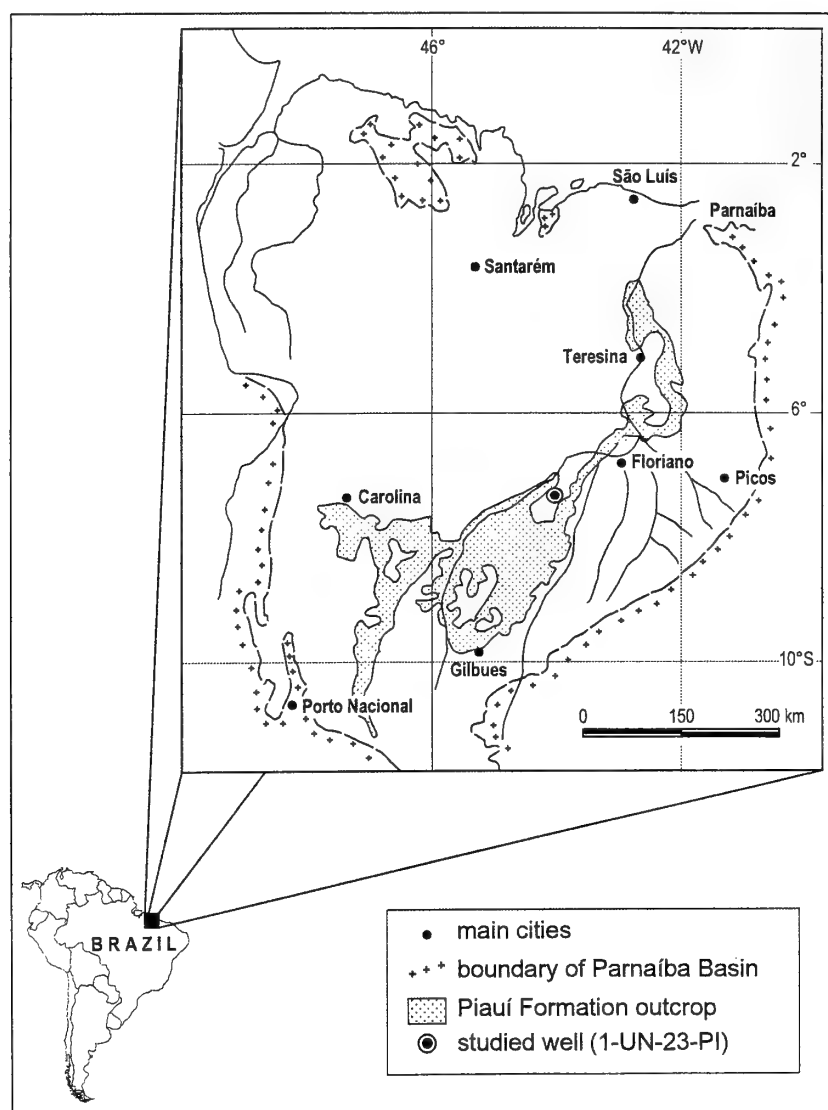 46°
42°W
2°
São Luís
Parnaíba
Santarém
Teresina
6°
Floriano
Picos
Carolina
Gilbues
10°S
Porto Nacional
0 150 300 km
BRAZIL
main cities
boundary of Parnaíba Basin
Piauí Formation outcrop
studied well (1-UN-23-PI)